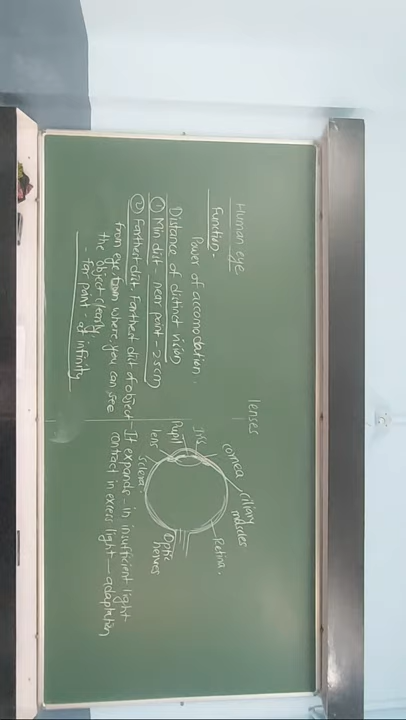 Human eye
Function.
Power of accomodation.
Distance of distinct vision
① Min dist - near point - 25cm
② Farthest dist. Farthest dist of object
from eye, from where you can see
the object clearly.
- far point - at infinity
lenses
Ciliary
muscles
Cornea
Iris
Pupil
lens
Sclera.
Retina.
Optic
nerves
- It expands - in insufficient light
contract in excess light - adaptation